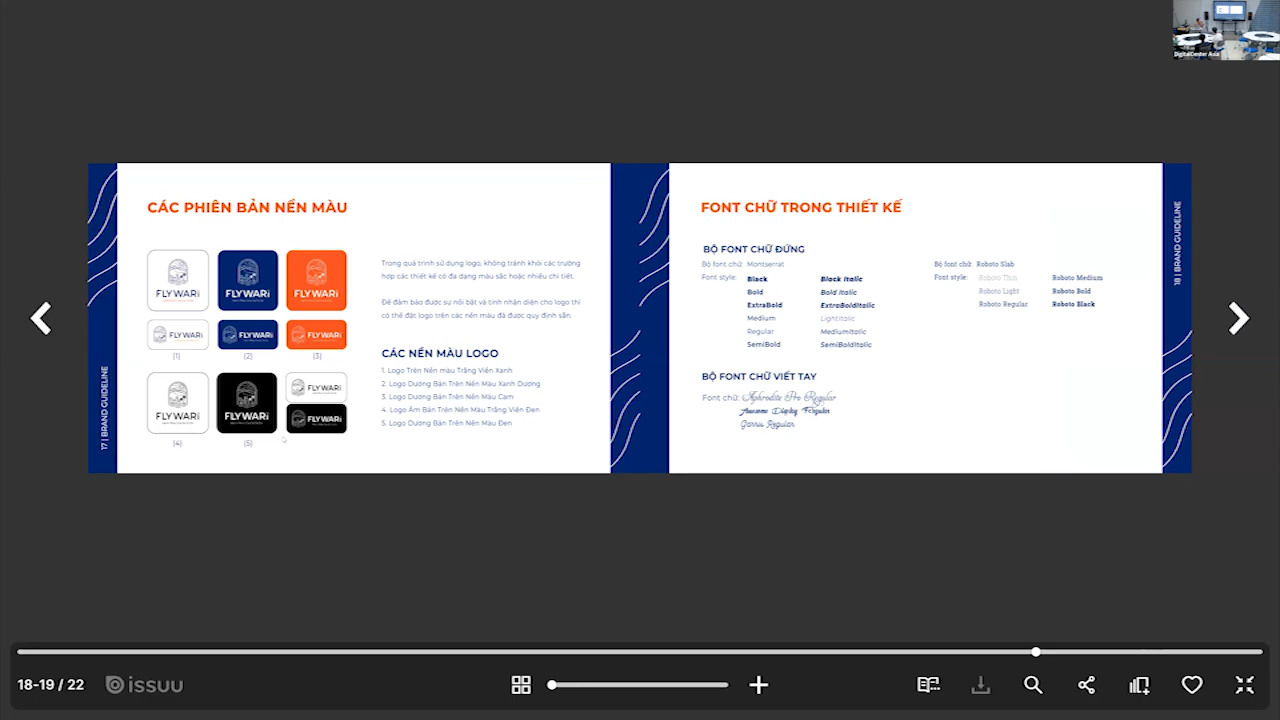 DigitalCenter Asia
CÁC PHIÊN BẢN NỀN MÀU
FLYWARi
FLYWARi
FLYWARi
FLYWARi
FLYWARi
FLYWARi
(1)
(2)
(3)
FLYWARi
FLYWARi
FLYWARi
FLYWARi
(4)
(5)
Trong quá trình sử dụng logo, không tránh khỏi các trường
hợp các thiết kế có đa dạng màu sắc hoặc nhiều chi tiết.
Để đảm bảo được sự nổi bật và tính nhận diện cho logo thì
có thể đặt logo trên các nền màu đã được quy định sẵn.
CÁC NỀN MÀU LOGO
1. Logo Trên Nền màu Trắng Viền Xanh
2. Logo Dương Bản Trên Nền Màu Xanh Dương
3. Logo Dương Bản Trên Nền Màu Cam
4. Logo Âm Bản Trên Nền Màu Trắng Viền Đen
5. Logo Dương Bản Trên Nền Màu Đen
17 | BRAND GUIDELINE
FONT CHỮ TRONG THIẾT KẾ
BỘ FONT CHỮ ĐỨNG
Bộ font chữ: Montserrat
Font style:
Black
Bold
ExtraBold
Medium
Regular
SemiBold
Black Italic
Bold Italic
ExtraBoldItalic
LightItalic
MediumItalic
SemiBoldItalic
Bộ font chữ: Roboto Slab
Font style:
Roboto Thin
Roboto Light
Roboto Regular
Roboto Medium
Roboto Bold
Roboto Black
BỘ FONT CHỮ VIẾT TAY
Font chữ: Aphrodite Pro Regular
Awesome Display Regular
Regular
18 | BRAND GUIDELINE
18-19 / 22
issuu